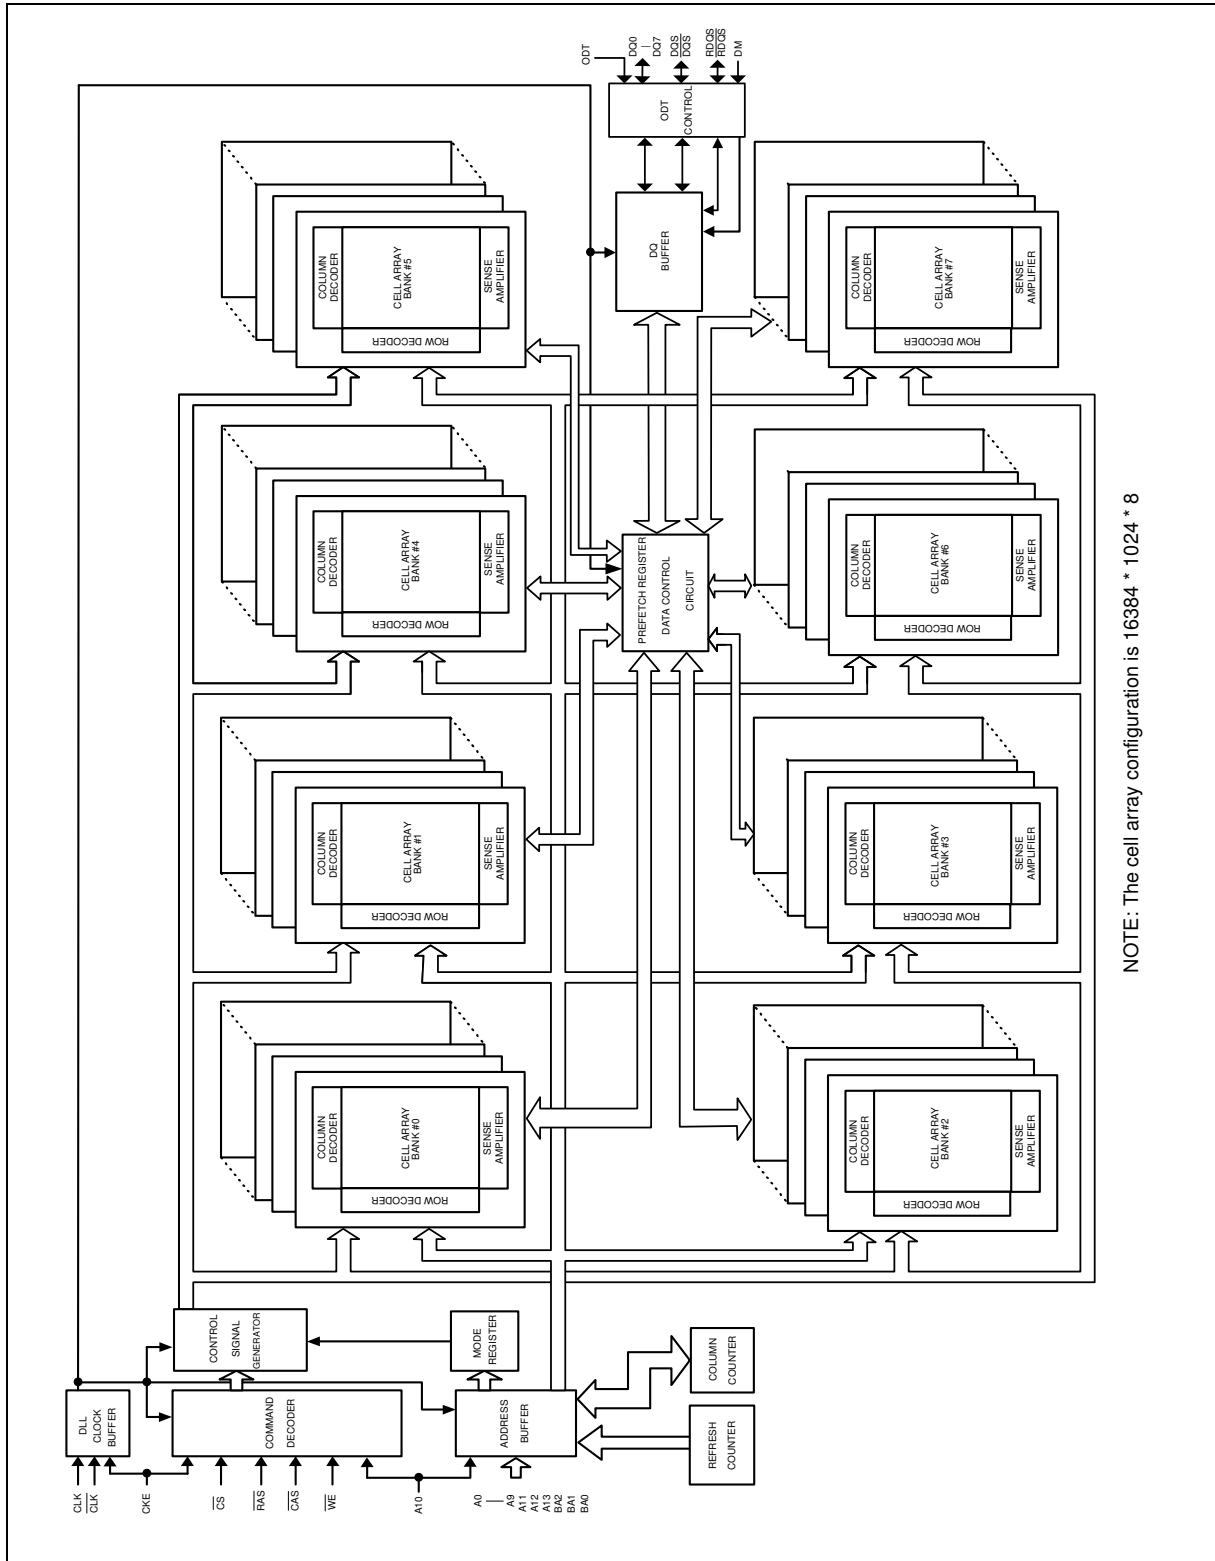 CLK
CLK
CKE
CS
RAS
CAS
WE
A10
A0
A9
A11
A12
A13
BA2
BA1
BA0
DLL
CLOCK
BUFFER
COMMAND
DECODER
ADDRESS
BUFFER
REFRESH
COUNTER
COLUMN
COUNTER
CONTROL
SIGNAL
GENERATOR
MODE
REGISTER
COLUMN
DECODER
CELL ARRAY
BANK #0
ROW DECODER
SENSE
AMPLIFIER
COLUMN
DECODER
CELL ARRAY
BANK #2
ROW DECODER
SENSE
AMPLIFIER
COLUMN
DECODER
CELL ARRAY
BANK #1
ROW DECODER
SENSE
AMPLIFIER
COLUMN
DECODER
CELL ARRAY
BANK #3
ROW DECODER
SENSE
AMPLIFIER
COLUMN
DECODER
CELL ARRAY
BANK #4
ROW DECODER
SENSE
AMPLIFIER
PREFETCH REGISTER
DATA CONTROL
CIRCUIT
COLUMN
DECODER
CELL ARRAY
BANK #6
ROW DECODER
SENSE
AMPLIFIER
COLUMN
DECODER
CELL ARRAY
BANK #5
ROW DECODER
SENSE
AMPLIFIER
DQ
BUFFER
COLUMN
DECODER
CELL ARRAY
BANK #7
ROW DECODER
SENSE
AMPLIFIER
ODT
CONTROL
ODT
DQ0
DQ7
DQS
DQS
RDQS
RDQS
DM
NOTE: The cell array configuration is 16384 * 1024 * 8